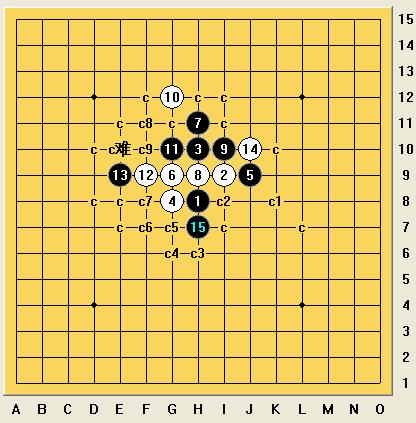 15
14
13
c 10 c c 12
c c8 c 7 c 11
c 难 c9 11 3 9 14 c 10
13 12 6 8 2 5 9
c c c7 4 1 c2 c1 8
c c6 c5 15 c c 7
c4 c3 6
5
4
3
2
1
A B C D E F G H I J K L M N O